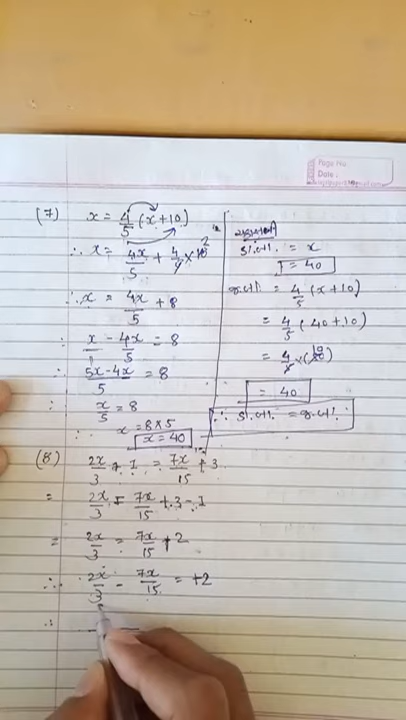 Page No.
Date :
(7) x = 4/5 (x+10)
∴ x = 4x/5 + 4/5 × 10 2
∴ x = 4x/5 + 8
∴ x/1 - 4x/5 = 8
∴ 5x-4x/5 = 8
∴ x/5 = 8
∴ x = 8×5
x = 40
ડા.બા. = x
= 40
જ.બા. = 4/5 (x+10)
= 4/5 (40+10)
= 4/5 × (50) 10
= 40
∴ ડા.બા. = જ.બા.
(8) 2x/3 + 1 = 7x/15 + 3
= 2x/3 = 7x/15 + 3 - 1
= 2x/3 = 7x/15 + 2
∴ 2x/3 - 7x/15 = +2
∴